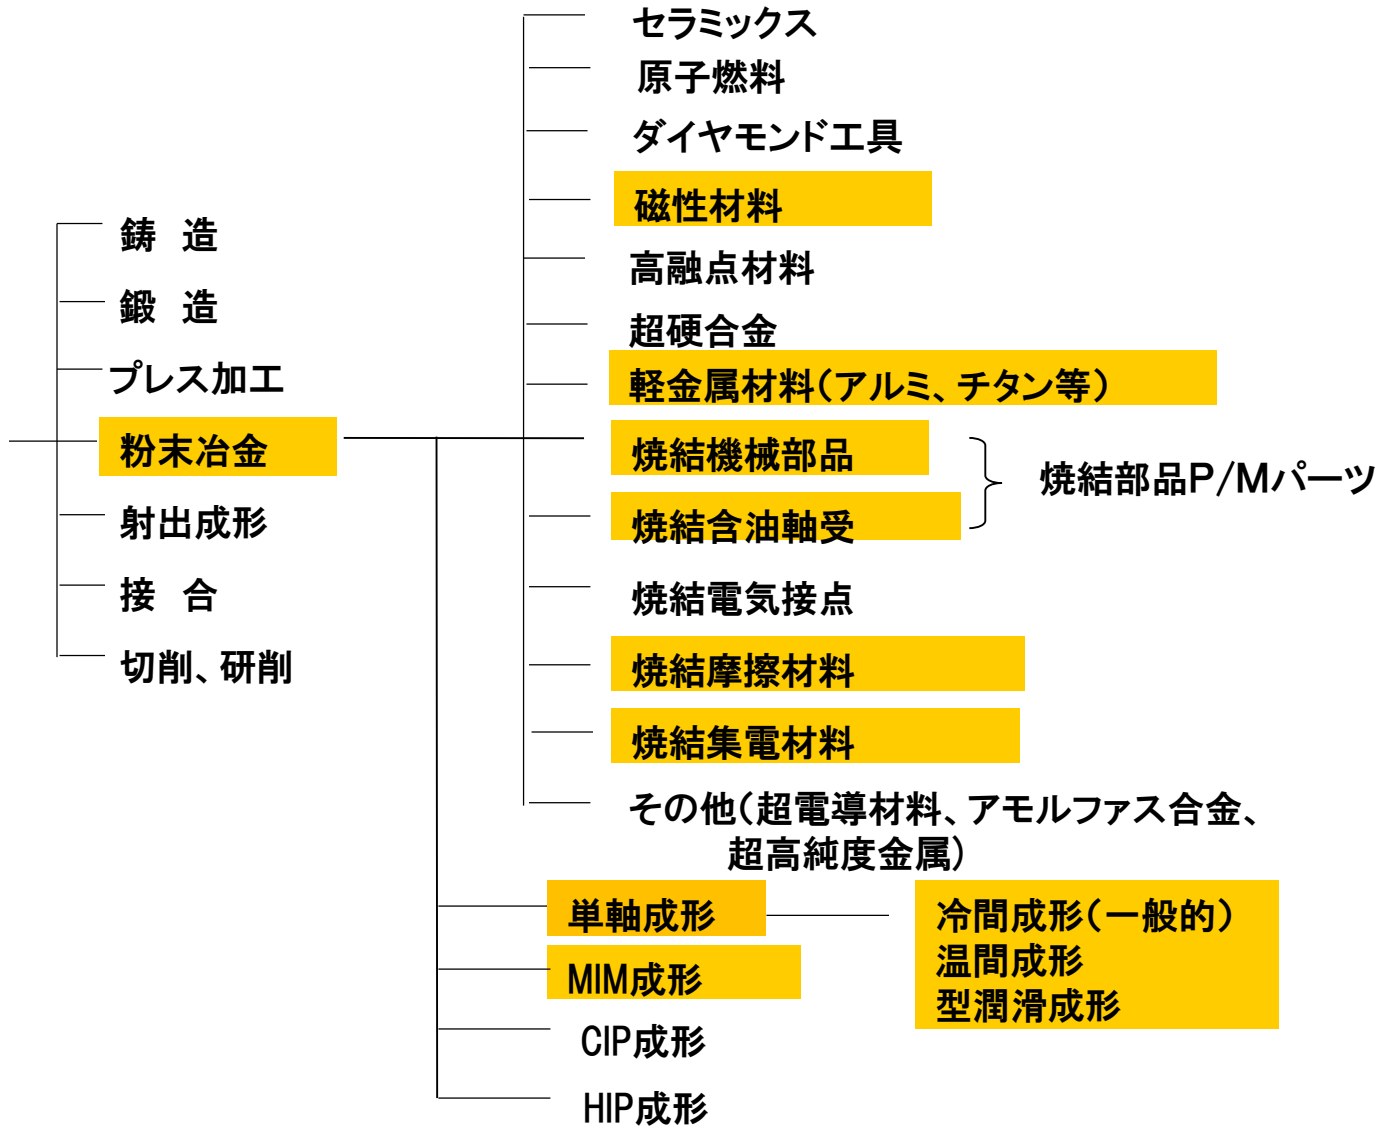 鋳　造
鍛　造
プレス加工
粉末冶金
射出成形
接　合
切削、研削
セラミックス
原子燃料
ダイヤモンド工具
磁性材料
高融点材料
超硬合金
軽金属材料（アルミ、チタン等）
焼結機械部品
焼結含油軸受
焼結部品P/Mパーツ
焼結電気接点
焼結摩擦材料
焼結集電材料
その他（超電導材料、アモルファス合金、
超高純度金属）
単軸成形
MIM成形
CIP成形
HIP成形
冷間成形（一般的）
温間成形
型潤滑成形